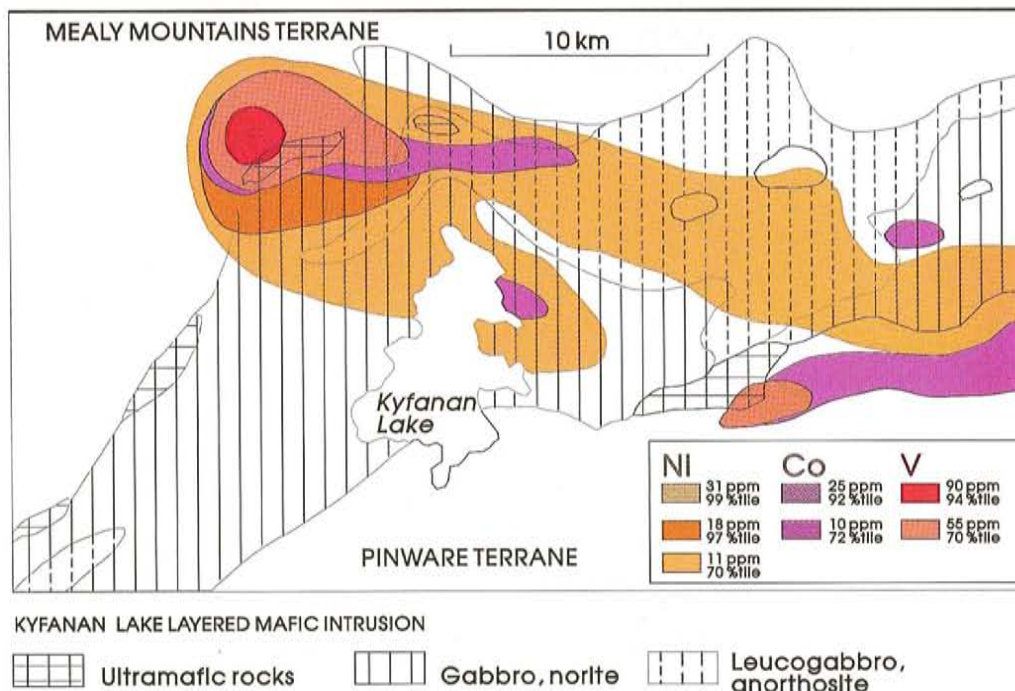 MEALY MOUNTAINS TERRANE
10 km
Kyfanan
Lake
PINWARE TERRANE
Ni Co V
31 ppm 25 ppm 90 ppm
99 %tile 92 %tile 94 %tile
18 ppm 10 ppm 55 ppm
97 %tile 72 %tile 70 %tile
11 ppm
70 %tile
KYFANAN LAKE LAYERED MAFIC INTRUSION
Ultramafic rocks Gabbro, norite Leucogabbro,
anorthosite